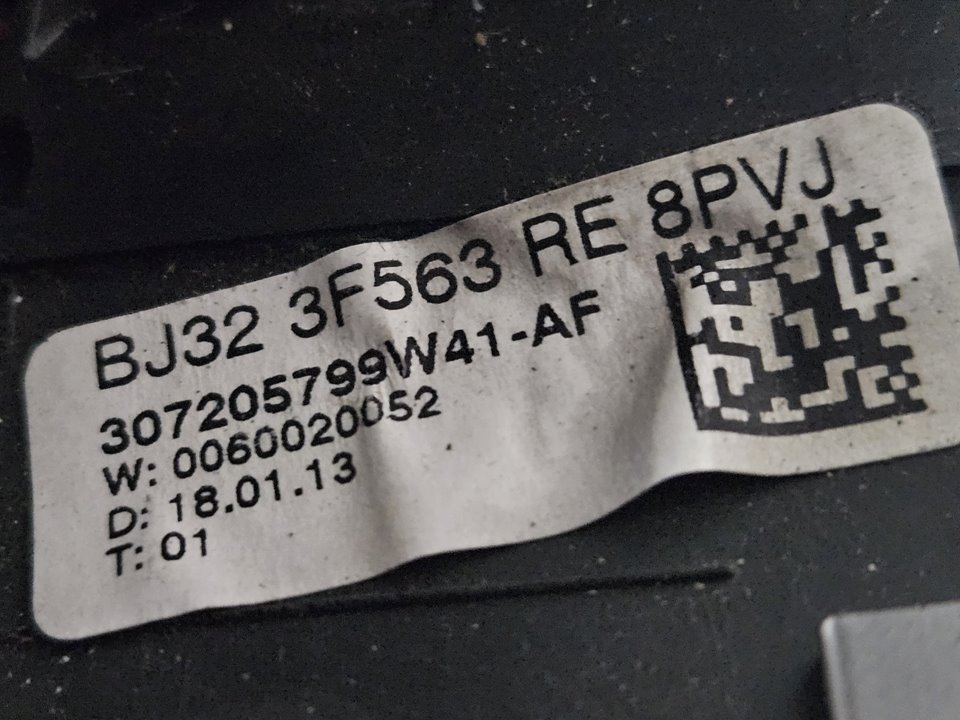 BJ32 3F563 RE 8PVJ
307205799W41-AF
W: 0060020052
D: 18.01.13
T: 01